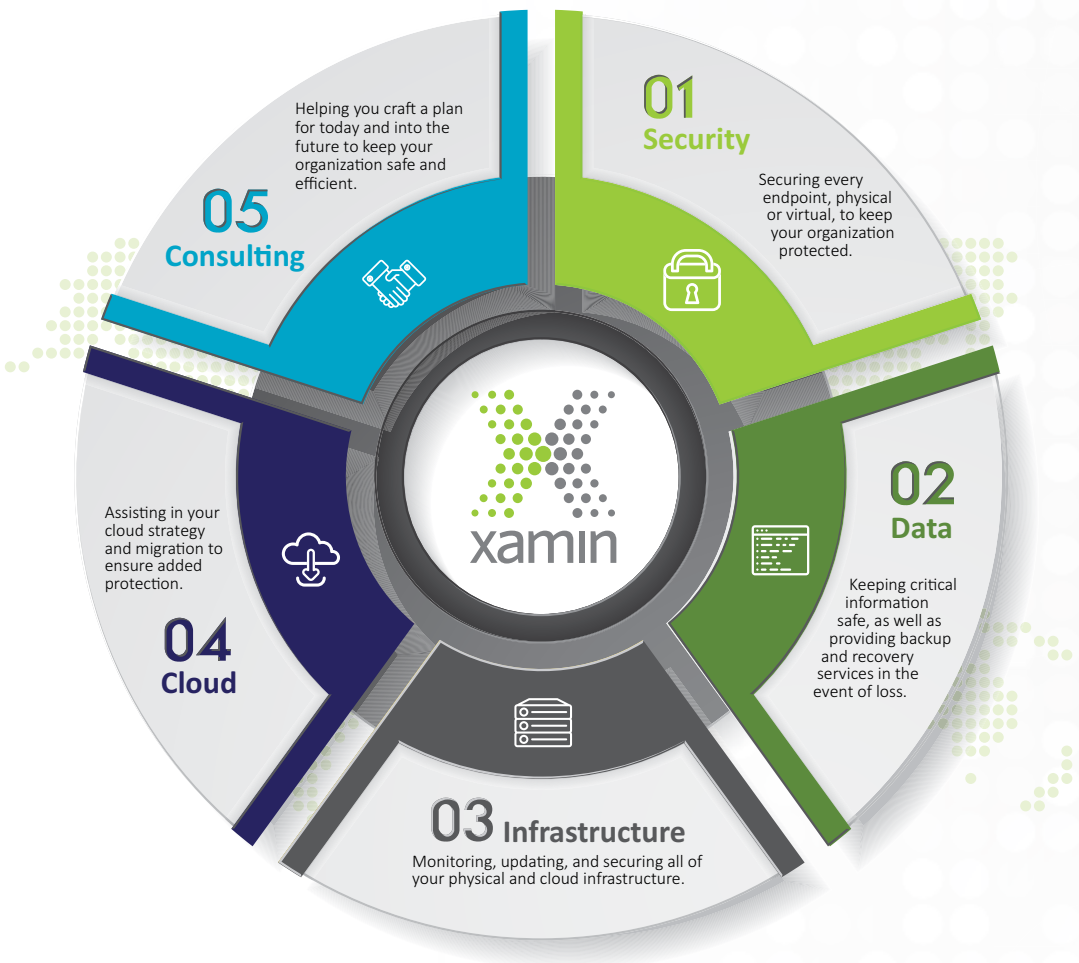 01
Security
Securing every
endpoint, physical
or virtual, to keep
your organization
protected.
02
Data
Keeping critical
information
safe, as well as
providing backup
and recovery
services in the
event of loss.
03 Infrastructure
Monitoring, updating, and securing all of
your physical and cloud infrastructure.
Assisting in your
cloud strategy
and migration to
ensure added
protection.
04
Cloud
Helping you craft a plan
for today and into the
future to keep your
organization safe and
efficient.
05
Consulting
xamin